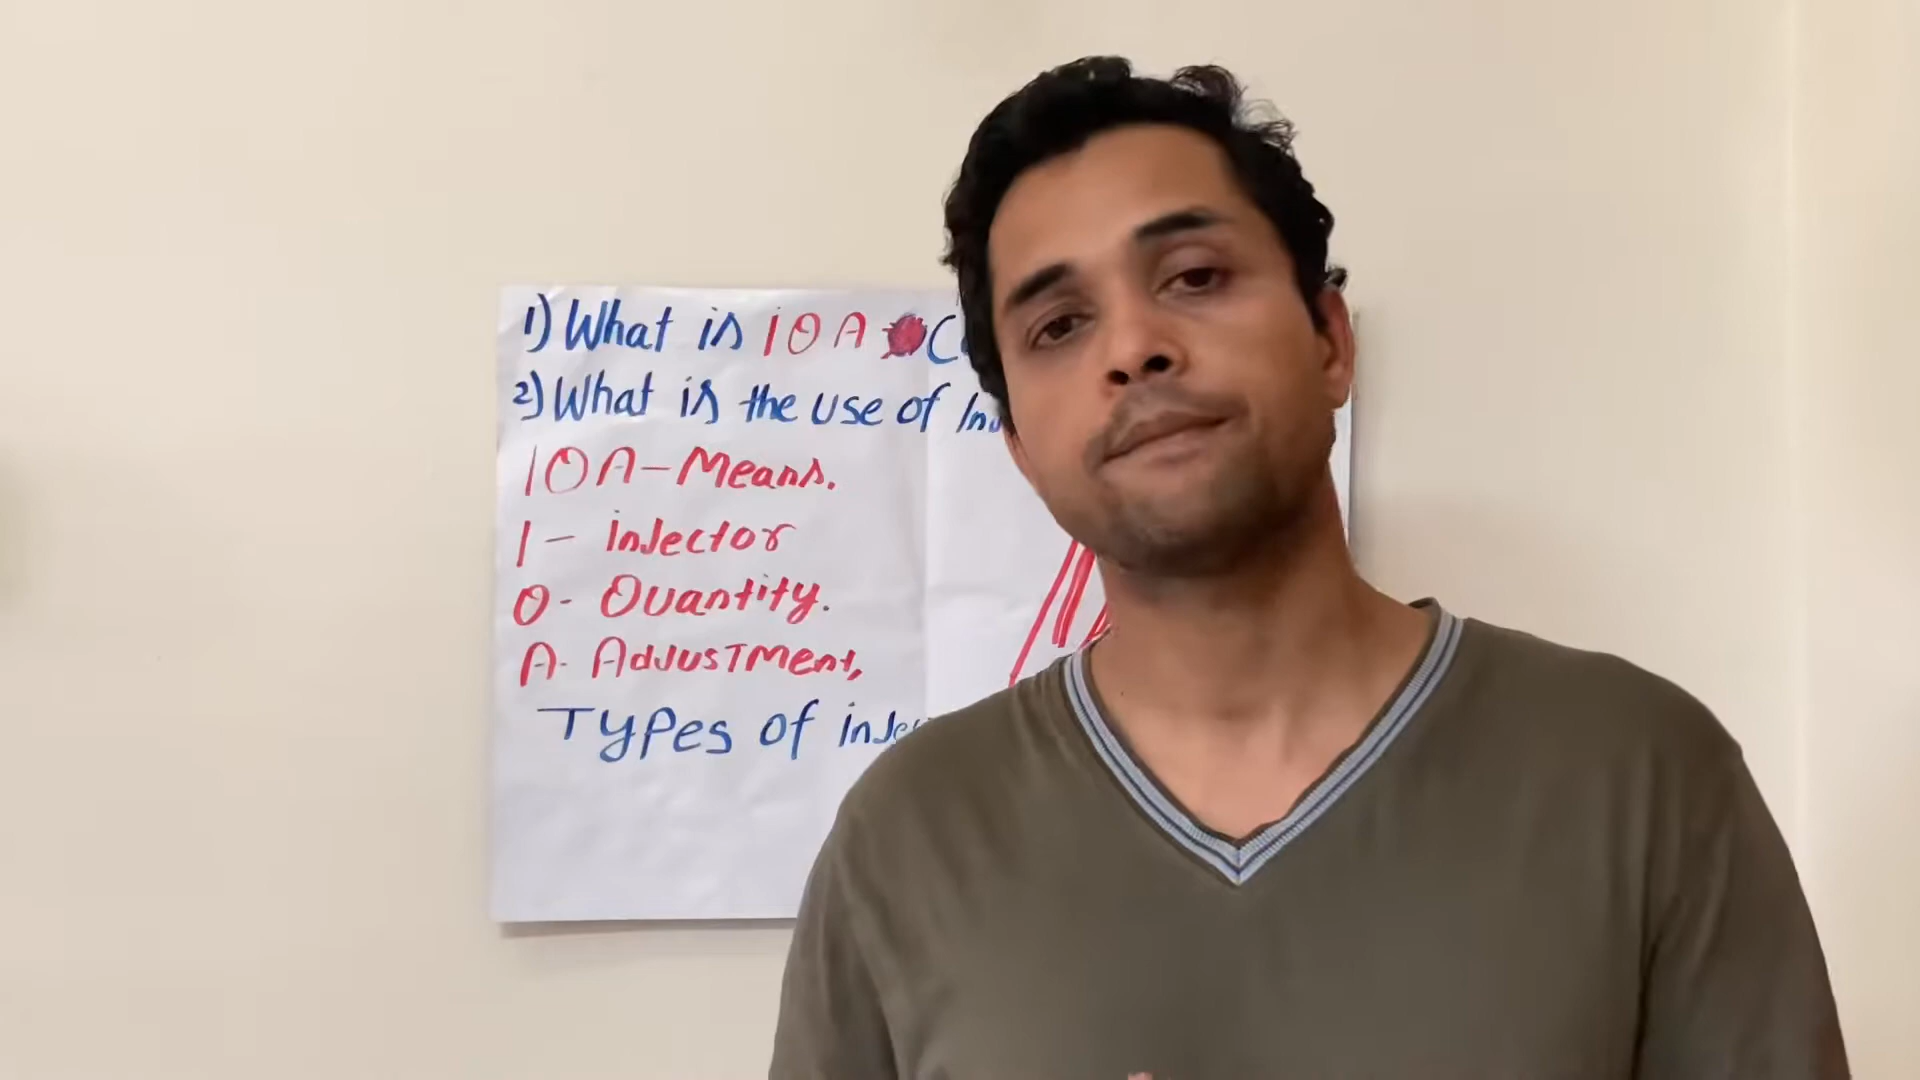 1) What is IQA
2) What is the use of
IQA - Means.
I - Injector
Q - Quantity.
A - Adjustment,
Types of